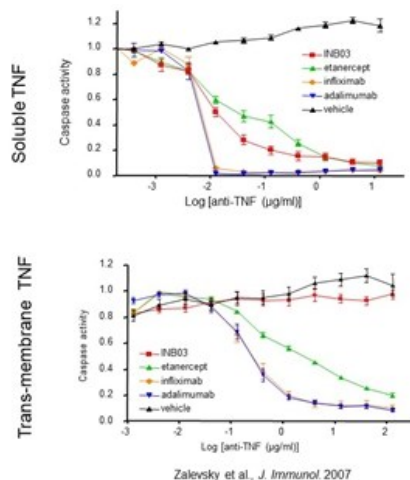 Soluble TNF
Caspase activity
1.2
1.0
0.8
0.6
0.4
0.2
0.0
INB03
etanercept
infliximab
adalimumab
vehicle
-3
-2
-1
0
1
Log [anti-TNF (µg/ml)]
Trans-membrane TNF
Caspase activity
1.2
1.0
0.8
0.6
0.4
0.2
0.0
INB03
etanercept
infliximab
adalimumab
vehicle
-3
-2
-1
0
1
2
Log [anti-TNF (µg/ml)]
Zalevsky et al., J. Immunol. 2007